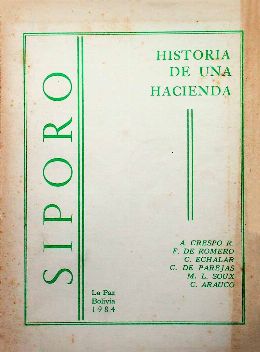 SIPORO
HISTORIA
DE UNA
HACIENDA
A. CRESPO R.
F. DE ROMERO
C. ECHALAR
C. DE PAREJAS
M. L. SOUX
C. ARAUCO
La Paz
Bolivia
1984